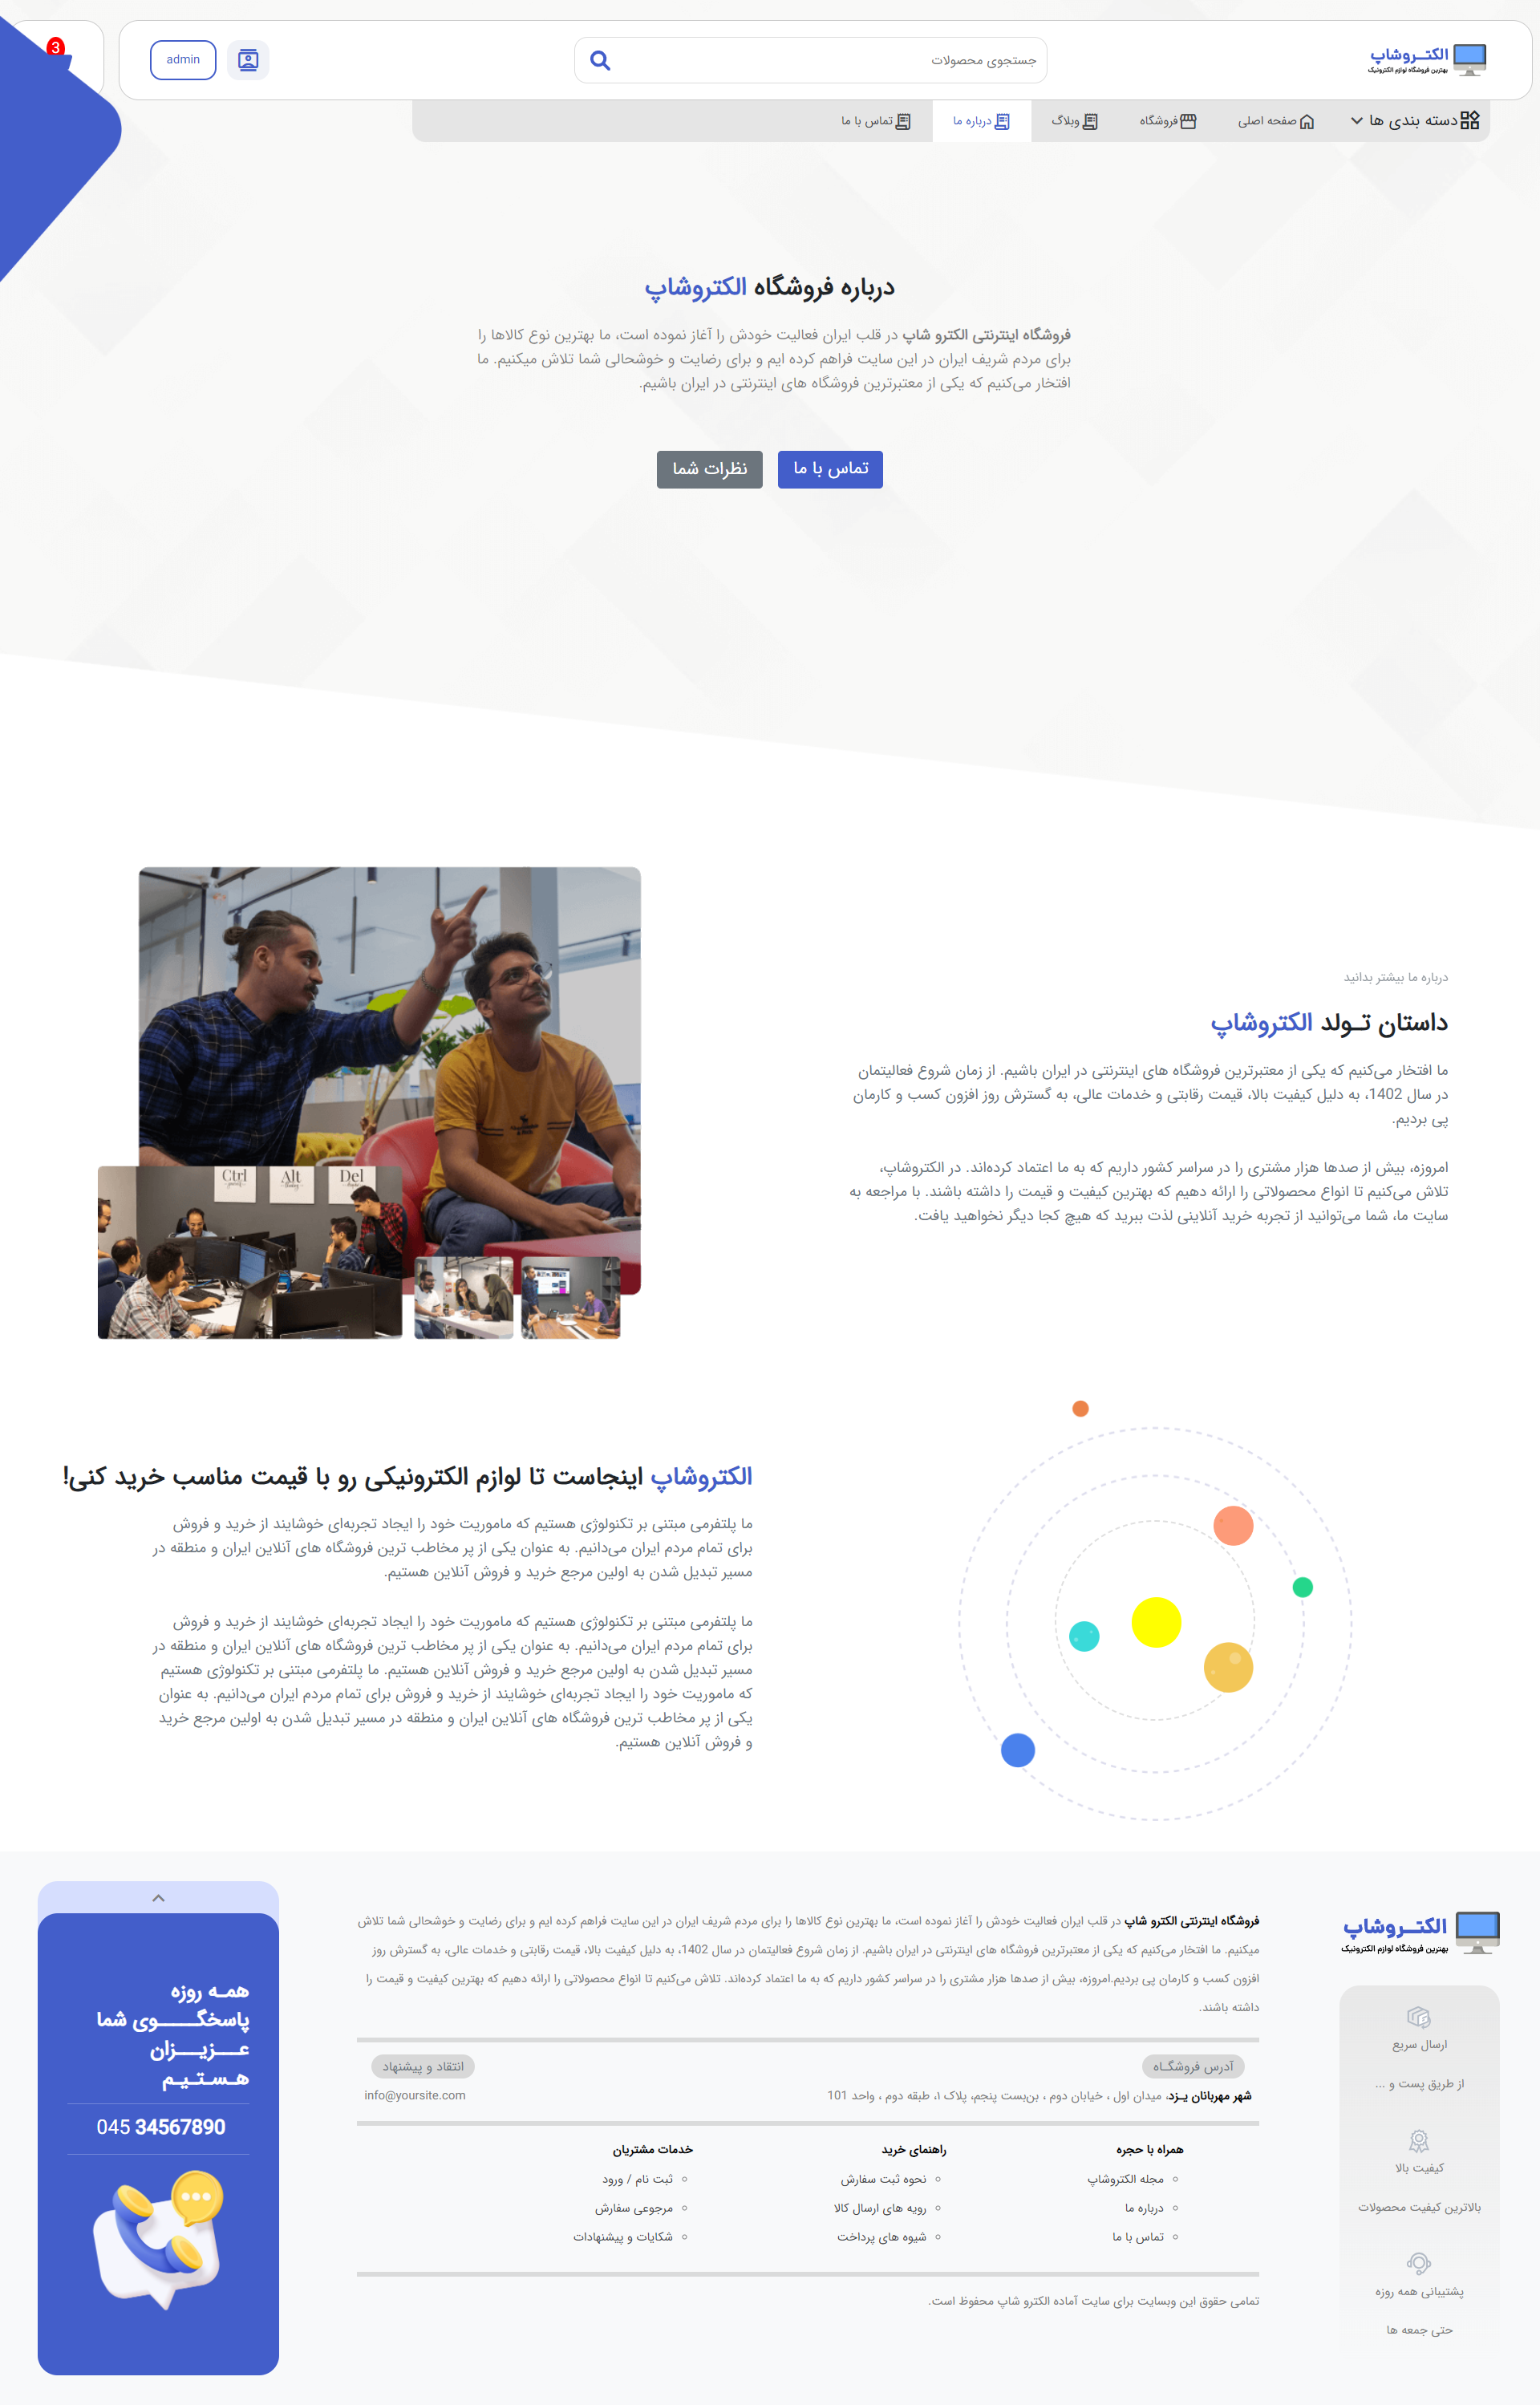 الکتــروشاپ
بهترین فروشگاه لوازم الکترونیک
جستجوی محصولات
admin
3
دسته بندی ها
صفحه اصلی
فروشگاه
وبلاگ
درباره ما
تماس با ما
درباره فروشگاه الکتروشاپ
فروشگاه اینترنتی الکترو شاپ در قلب ایران فعالیت خودش را آغاز نموده است، ما بهترین نوع کالاها را
برای مردم شریف ایران در این سایت فراهم کرده ایم و برای رضایت و خوشحالی شما تلاش میکنیم. ما
افتخار می‌کنیم که یکی از معتبرترین فروشگاه های اینترنتی در ایران باشیم.
تماس با ما
نظرات شما
درباره ما بیشتر بدانید
داستان تـولد الکتروشاپ
ما افتخار می‌کنیم که یکی از معتبرترین فروشگاه های اینترنتی در ایران باشیم. از زمان شروع فعالیتمان
در سال 1402، به دلیل کیفیت بالا، قیمت رقابتی و خدمات عالی، به گسترش روز افزون کسب و کارمان
پی بردیم.
امروزه، بیش از صدها هزار مشتری را در سراسر کشور داریم که به ما اعتماد کرده‌اند. در الکتروشاپ،
تلاش می‌کنیم تا انواع محصولاتی را ارائه دهیم که بهترین کیفیت و قیمت را داشته باشند. با مراجعه به
سایت ما، شما می‌توانید از تجربه خرید آنلاینی لذت ببرید که هیچ کجا دیگر نخواهید یافت.
Ctrl
Alt
Del
الکتروشاپ اینجاست تا لوازم الکترونیکی رو با قیمت مناسب خرید کنی!
ما پلتفرمی مبتنی بر تکنولوژی هستیم که ماموریت خود را ایجاد تجربه‌ای خوشایند از خرید و فروش
برای تمام مردم ایران می‌دانیم. به عنوان یکی از پر مخاطب ترین فروشگاه های آنلاین ایران و منطقه در
مسیر تبدیل شدن به اولین مرجع خرید و فروش آنلاین هستیم.
ما پلتفرمی مبتنی بر تکنولوژی هستیم که ماموریت خود را ایجاد تجربه‌ای خوشایند از خرید و فروش
برای تمام مردم ایران می‌دانیم. به عنوان یکی از پر مخاطب ترین فروشگاه های آنلاین ایران و منطقه در
مسیر تبدیل شدن به اولین مرجع خرید و فروش آنلاین هستیم. ما پلتفرمی مبتنی بر تکنولوژی هستیم
که ماموریت خود را ایجاد تجربه‌ای خوشایند از خرید و فروش برای تمام مردم ایران می‌دانیم. به عنوان
یکی از پر مخاطب ترین فروشگاه های آنلاین ایران و منطقه در مسیر تبدیل شدن به اولین مرجع خرید
و فروش آنلاین هستیم.
الکتــروشاپ
بهترین فروشگاه لوازم الکترونیک
ارسال سریع
از طریق پست و ...
کیفیت بالا
بالاترین کیفیت محصولات
پشتیبانی همه روزه
حتی جمعه ها
فروشگاه اینترنتی الکترو شاپ در قلب ایران فعالیت خودش را آغاز نموده است، ما بهترین نوع کالاها را برای مردم شریف ایران در این سایت فراهم کرده ایم و برای رضایت و خوشحالی شما تلاش
میکنیم. ما افتخار می‌کنیم که یکی از معتبرترین فروشگاه های اینترنتی در ایران باشیم. از زمان شروع فعالیتمان در سال 1402، به دلیل کیفیت بالا، قیمت رقابتی و خدمات عالی، به گسترش روز
افزون کسب و کارمان پی بردیم.امروزه، بیش از صدها هزار مشتری را در سراسر کشور داریم که به ما اعتماد کرده‌اند. تلاش می‌کنیم تا انواع محصولاتی را ارائه دهیم که بهترین کیفیت و قیمت را
داشته باشند.
آدرس فروشگـاه
شهر مهربانان یـزد، میدان اول ، خیابان دوم ، بن‌بست پنجم، پلاک ۱، طبقه دوم ، واحد 101
انتقاد و پیشنهاد
info@yoursite.com
همراه با حجره
مجله الکتروشاپ
درباره ما
تماس با ما
راهنمای خرید
نحوه ثبت سفارش
رویه های ارسال کالا
شیوه های پرداخت
خدمات مشتریان
ثبت نام / ورود
مرجوعی سفارش
شکایات و پیشنهادات
تمامی حقوق این وبسایت برای سایت آماده الکترو شاپ محفوظ است.
همـه روزه
پاسخگـــــوی شما
عـــزیـــزان
هـسـتـیـم
045 34567890